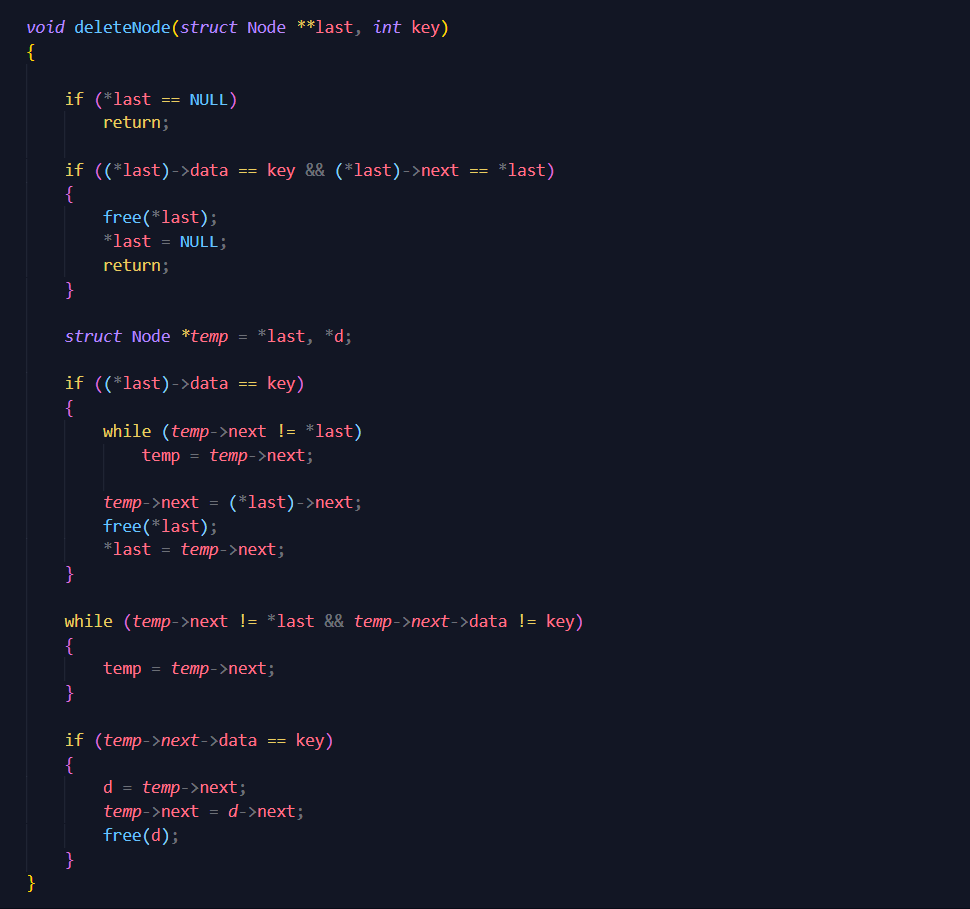 void deleteNode(struct Node **last, int key)
{
if (*last == NULL)
return;
if ((*last)->data == key && (*last)->next == *last)
{
free(*last);
*last = NULL;
return;
}
struct Node *temp = *last, *d;
if ((*last)->data == key)
{
while (temp->next != *last)
temp = temp->next;
temp->next = (*last)->next;
free(*last);
*last = temp->next;
}
while (temp->next != *last && temp->next->data != key)
{
temp = temp->next;
}
if (temp->next->data == key)
{
d = temp->next;
temp->next = d->next;
free(d);
}
}